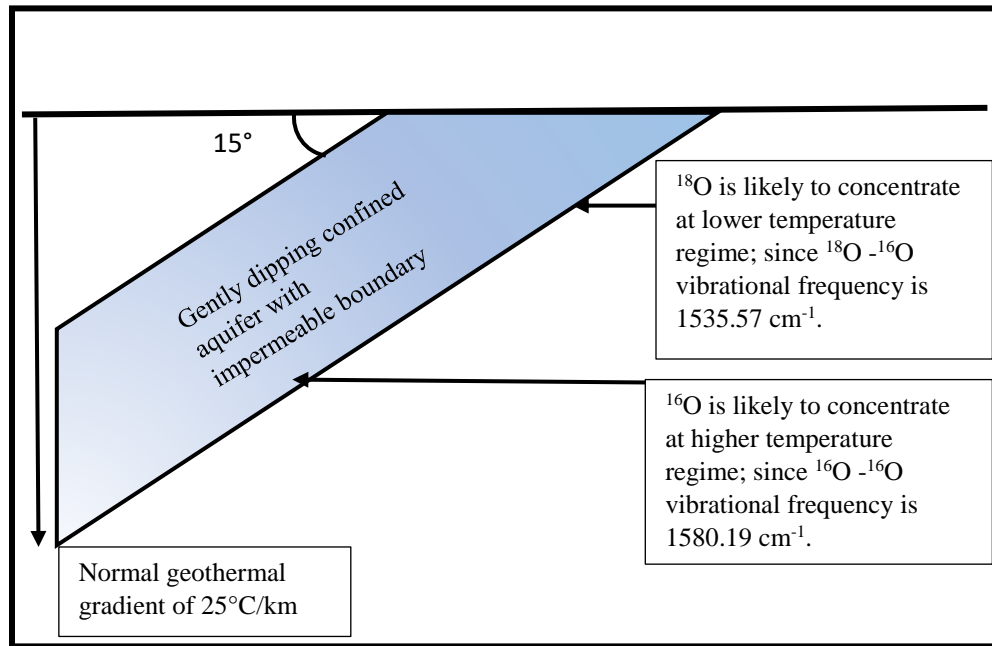 15°
Gently dipping confined
aquifer with
impermeable boundary
¹⁸O is likely to concentrate
at lower temperature
regime; since ¹⁸O -¹⁶O
vibrational frequency is
1535.57 cm⁻¹.
¹⁶O is likely to concentrate
at higher temperature
regime; since ¹⁶O -¹⁶O
vibrational frequency is
1580.19 cm⁻¹.
Normal geothermal
gradient of 25°C/km